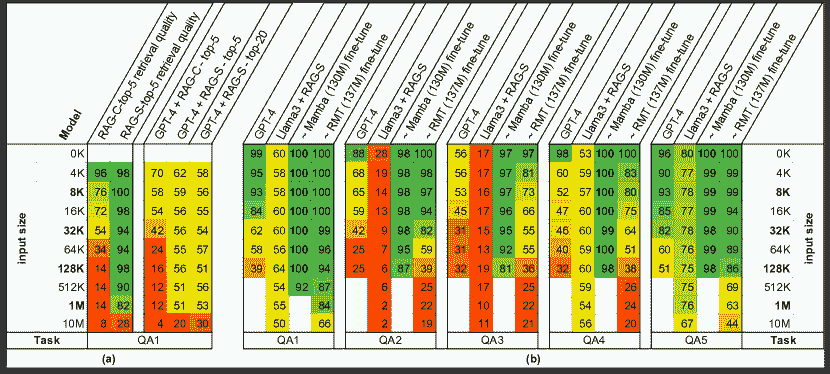 Model RAG-C-top-5 retrieval quality RAG-S-top-5 retrieval quality GPT-4 + RAG-C - top-5 GPT-4 + RAG-S - top-5 GPT-4 + RAG-S - top-20 GPT-4 Llama3 + RAG-S ~ Mamba (130M) fine-tune ~ RMT (137M) fine-tune GPT-4 Llama3 + RAG-S ~ Mamba (130M) fine-tune ~ RMT (137M) fine-tune GPT-4 Llama3 + RAG-S ~ Mamba (130M) fine-tune ~ RMT (137M) fine-tune GPT-4 Llama3 + RAG-S ~ Mamba (130M) fine-tune ~ RMT (137M) fine-tune GPT-4 Llama3 + RAG-S ~ Mamba (130M) fine-tune ~ RMT (137M) fine-tune Model
input size
0K 99 60 100 100 88 28 98 100 56 17 97 97 98 53 100 100 96 80 100 100 0K
4K 96 98 70 62 58 95 58 100 100 68 19 98 98 56 17 97 81 60 59 100 83 90 78 99 99 4K
8K 76 100 58 59 56 93 58 100 100 65 14 98 97 53 16 97 73 52 57 100 80 93 77 99 99 8K
16K 72 98 54 56 55 84 60 100 100 59 13 98 94 45 17 96 66 47 60 100 75 85 77 99 94 16K
32K 54 94 42 56 54 62 60 100 99 42 9 98 82 31 15 95 55 46 60 99 64 82 78 98 90 32K
64K 34 94 24 55 57 58 56 100 96 25 7 95 59 31 13 92 55 40 59 100 51 60 76 99 89 64K
128K 14 98 16 56 51 39 64 100 94 25 6 87 39 32 19 81 36 32 60 98 38 51 75 98 86 128K
512K 14 90 12 51 56 54 92 87 6 25 17 22 57 26 75 69 512K
1M 14 82 12 51 53 55 84 2 22 10 22 54 24 76 63 1M
10M 8 28 4 20 30 50 66 2 19 11 21 56 20 67 44 10M
input size
Task QA1 QA1 QA2 QA3 QA4 QA5 Task
(a) (b)